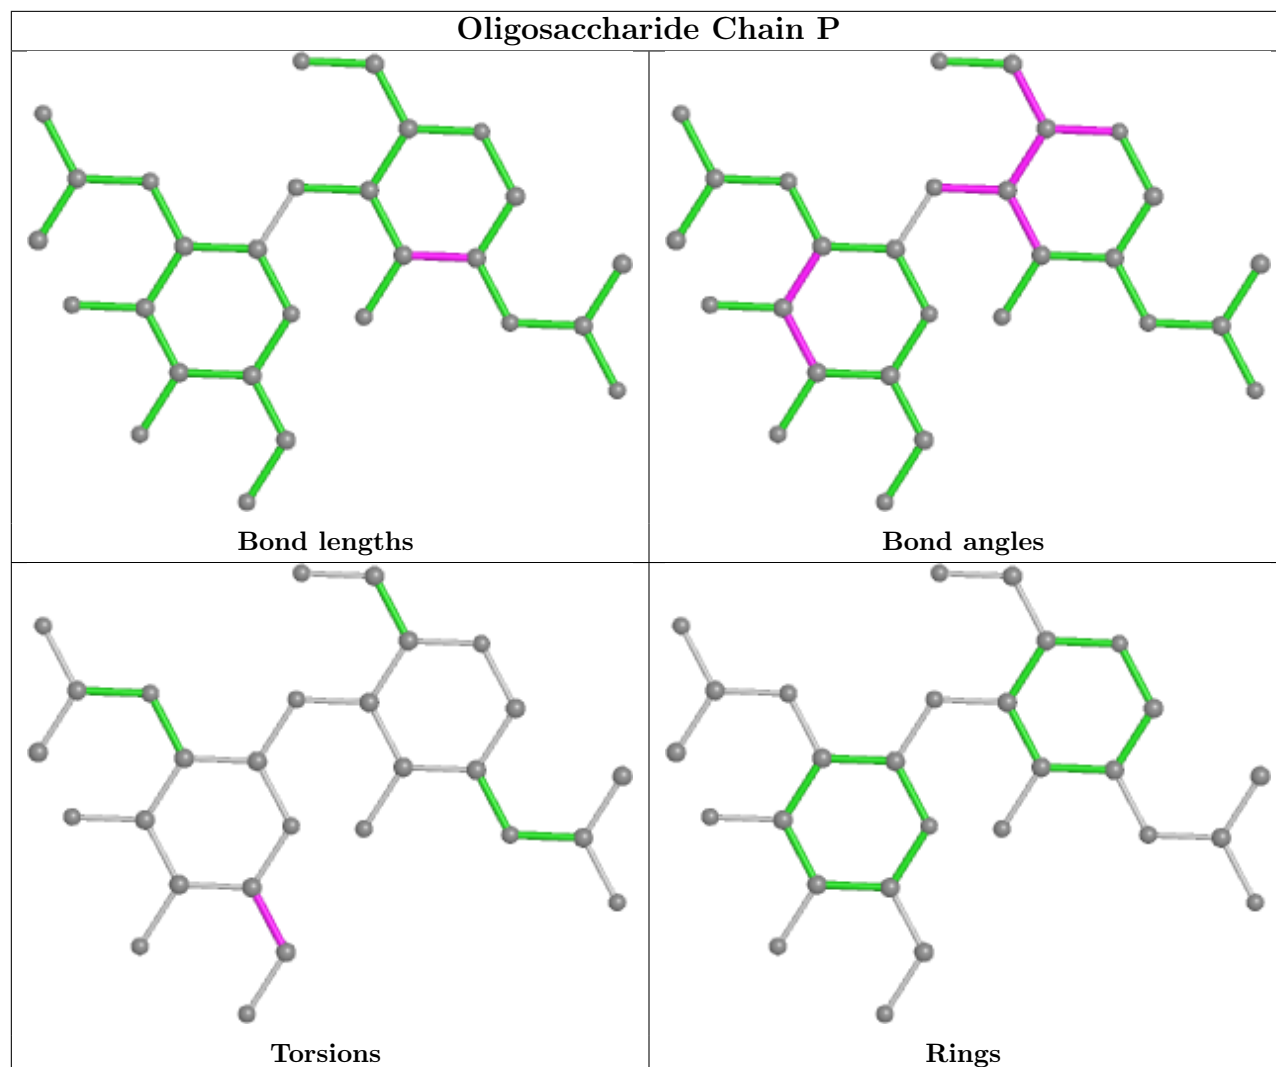 Oligosaccharide Chain P
Bond lengths
Bond angles
Torsions
Rings